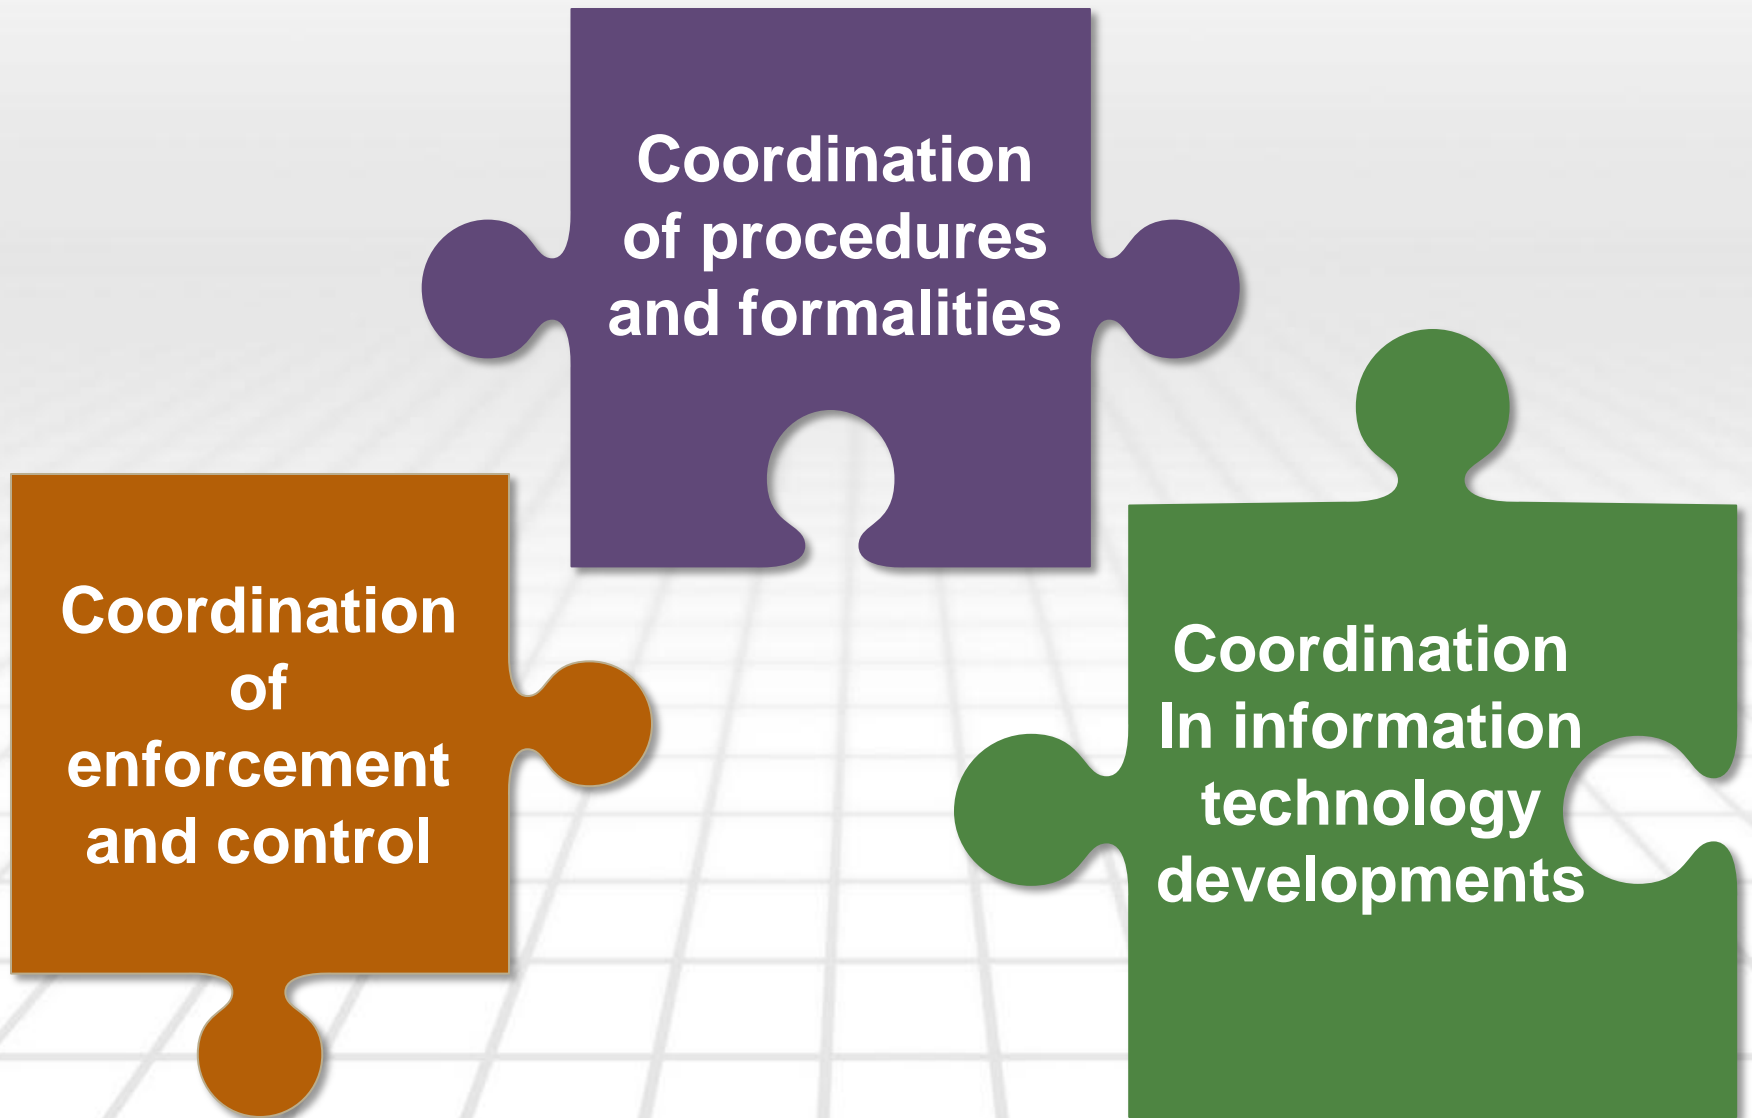 Coordination
of procedures
and formalities
Coordination
of
enforcement
and control
Coordination
In information
technology
developments